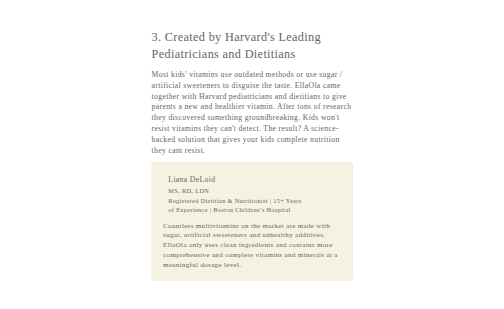 3. Created by Harvard's Leading
Pediatricians and Dietitians
Most kids' vitamins use outdated methods or use sugar /
artificial sweeteners to disguise the taste. EllaOla came
together with Harvard pediatricians and dietitians to give
parents a new and healthier vitamin. After tons of research
they discovered something groundbreaking. Kids won't
resist vitamins they can't detect. The result? A science-
backed solution that gives your kids complete nutrition
they cant resist.
Liana DeLoid
MS, RD, LDN
Registered Dietitian & Nutritionist | 15+ Years
of Experience | Boston Children's Hospital
Countless multivitamins on the market are made with
sugar, artificial sweeteners and unhealthy additives.
EllaOla only uses clean ingredients and contains more
comprehensive and complete vitamins and minerals at a
meaningful dosage level.